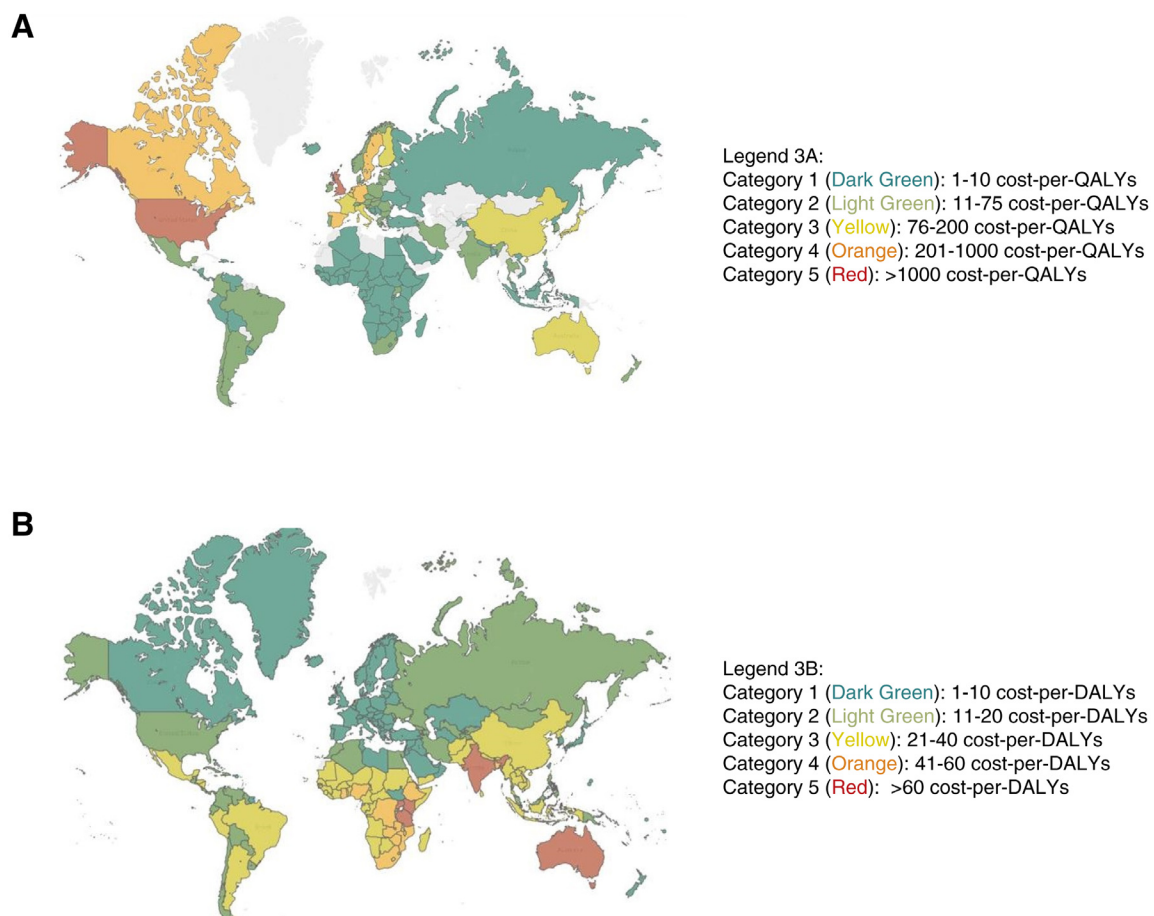 A
Legend 3A:
Category 1 (Dark Green): 1-10 cost-per-QALYs
Category 2 (Light Green): 11-75 cost-per-QALYs
Category 3 (Yellow): 76-200 cost-per-QALYs
Category 4 (Orange): 201-1000 cost-per-QALYs
Category 5 (Red): >1000 cost-per-QALYs
B
Legend 3B:
Category 1 (Dark Green): 1-10 cost-per-DALYs
Category 2 (Light Green): 11-20 cost-per-DALYs
Category 3 (Yellow): 21-40 cost-per-DALYs
Category 4 (Orange): 41-60 cost-per-DALYs
Category 5 (Red):  >60 cost-per-DALYs